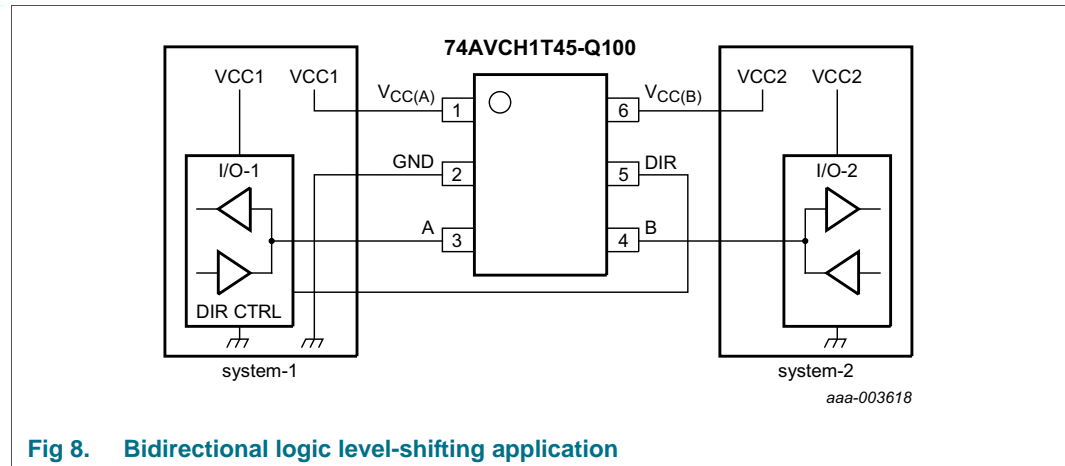 74AVCH1T45-Q100
VCC1 VCC1 VCC(A) VCC(B) VCC2 VCC2
1 6
I/O-1 GND DIR I/O-2
2 5
A B
3 4
DIR CTRL
system-1 system-2
aaa-003618
Fig 8. Bidirectional logic level-shifting application